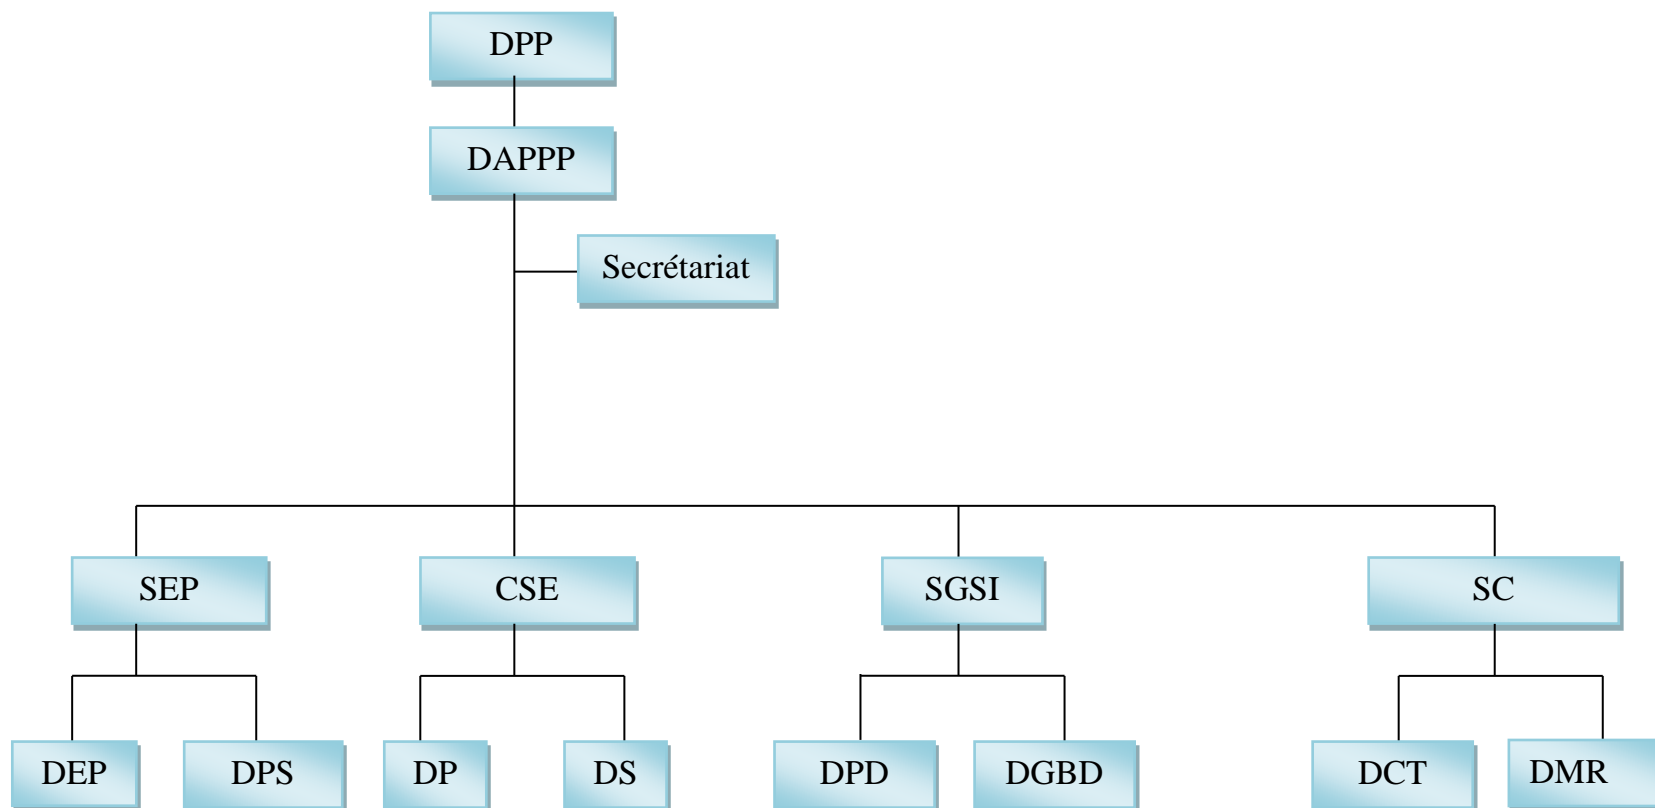 DPP
DAPPP
Secrétariat
SEP
CSE
SGSI
SC
DEP
DPS
DP
DS
DPD
DGBD
DCT
DMR